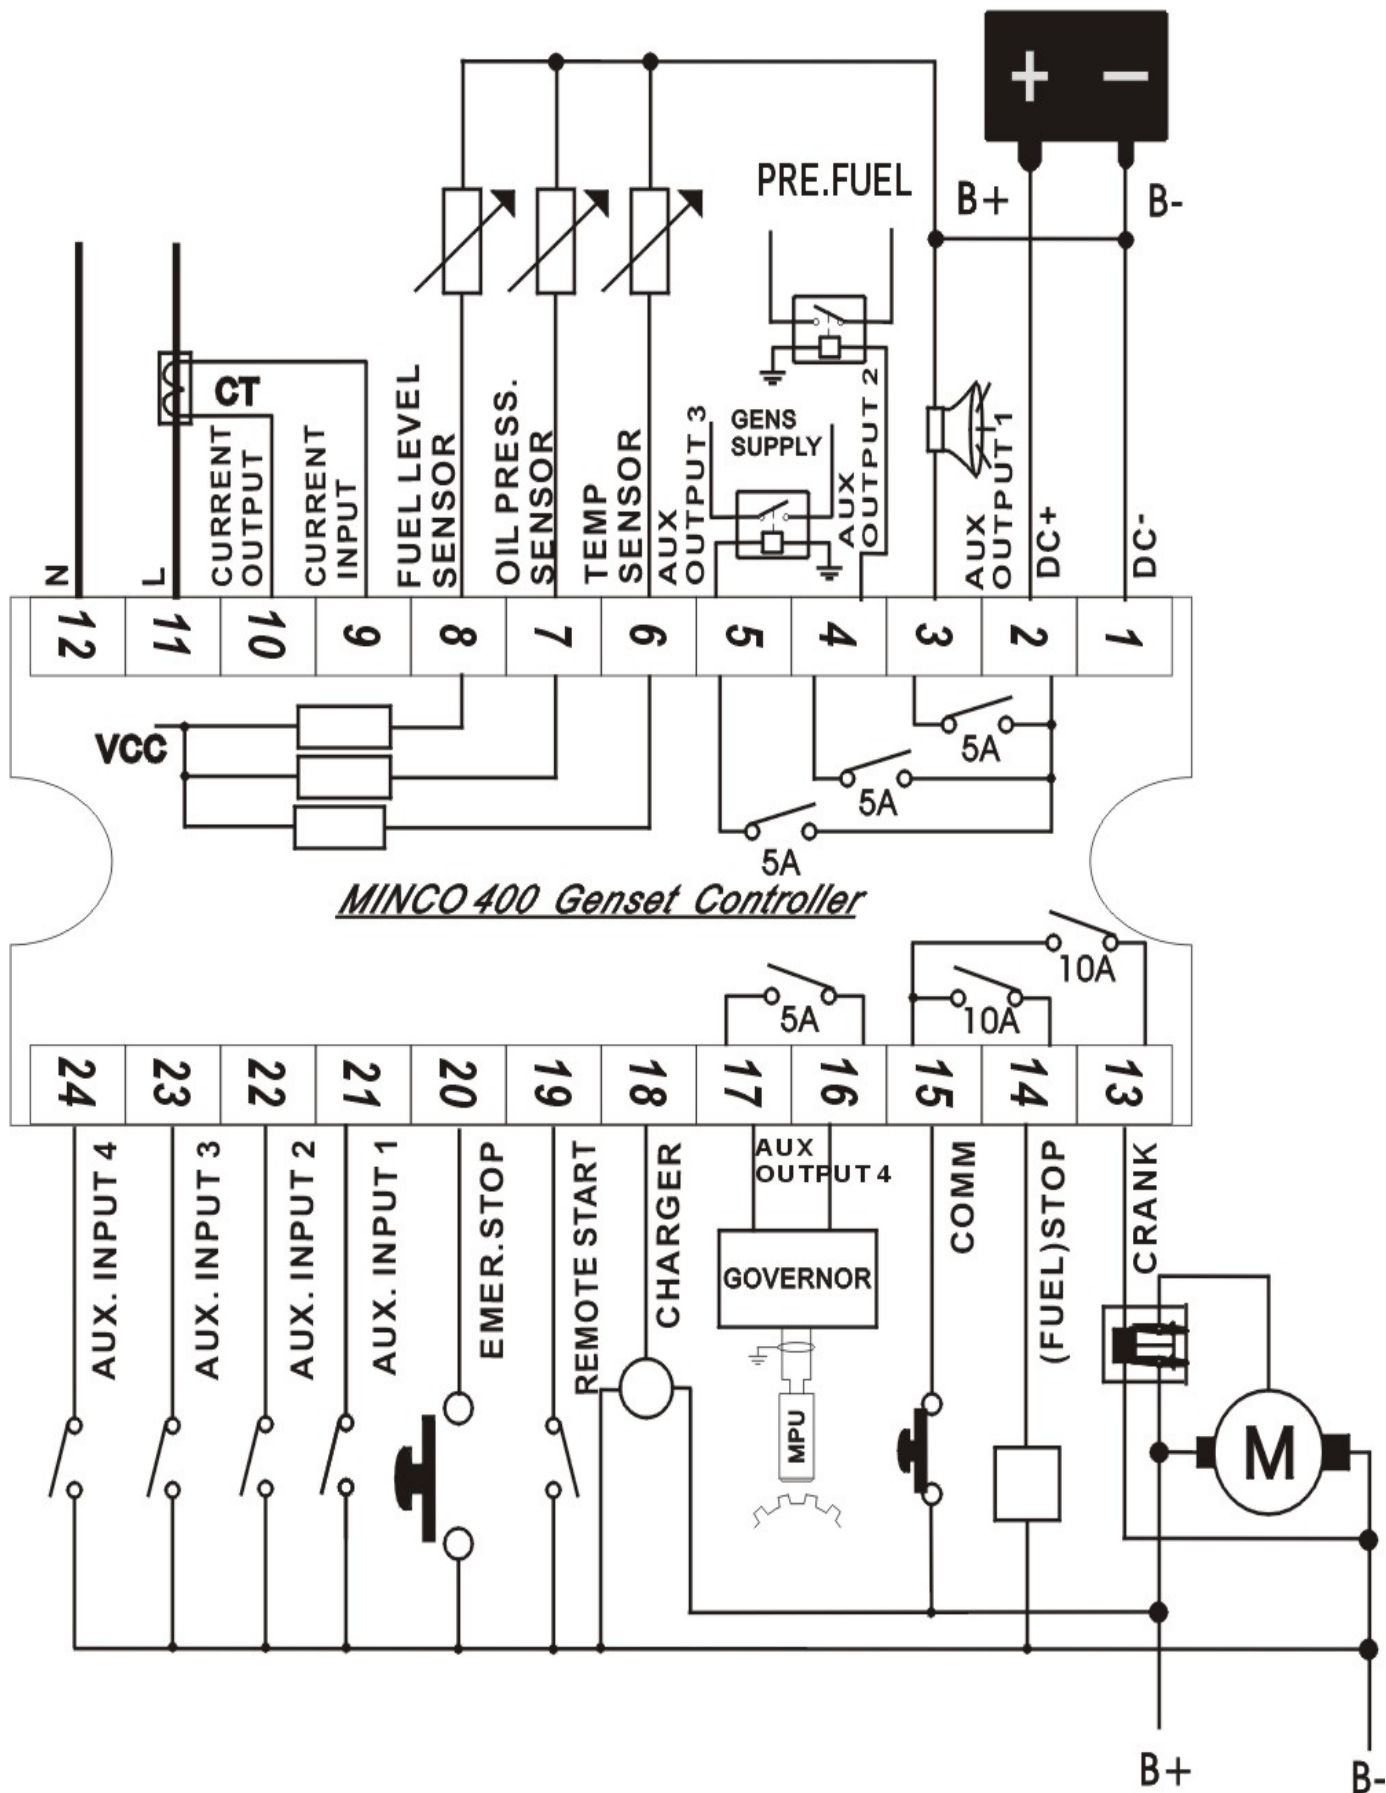 + −
PRE.FUEL
B+
B-
CT
CURRENT
OUTPUT
CURRENT
INPUT
FUEL LEVEL
SENSOR
OIL PRESS.
SENSOR
TEMP
SENSOR
AUX
OUTPUT 3
GENS
SUPPLY
AUX
OUTPUT 2
AUX
OUTPUT 1
DC+
DC-
N
L
12 11 10 9 8 7 6 5 4 3 2 1
VCC
5A
5A
5A
MINCO 400 Genset Controller
10A
5A
10A
24 23 22 21 20 19 18 17 16 15 14 13
AUX. INPUT 4
AUX. INPUT 3
AUX. INPUT 2
AUX. INPUT 1
EMER.STOP
REMOTE START
CHARGER
AUX
OUTPUT 4
COMM
(FUEL)STOP
CRANK
GOVERNOR
MPU
M
B+
B-